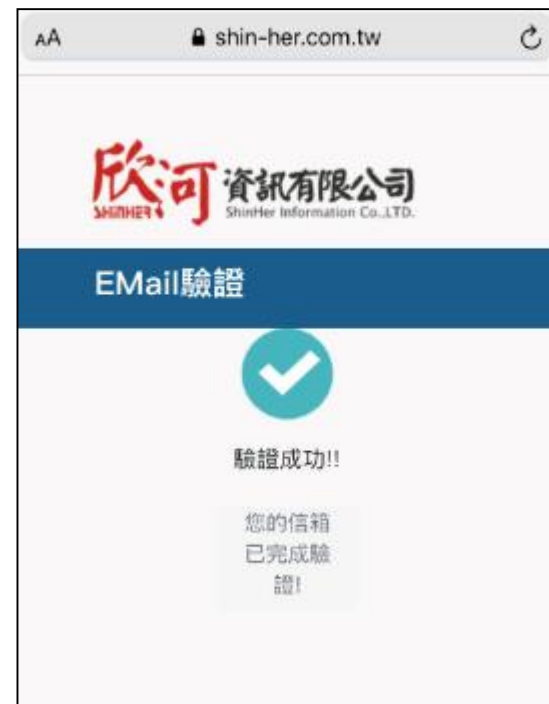 AA
shin-her.com.tw
欣河 資訊有限公司
SHINHER
ShinHer Information Co.,LTD.
EMail驗證
驗證成功!!
您的信箱
已完成驗
證!